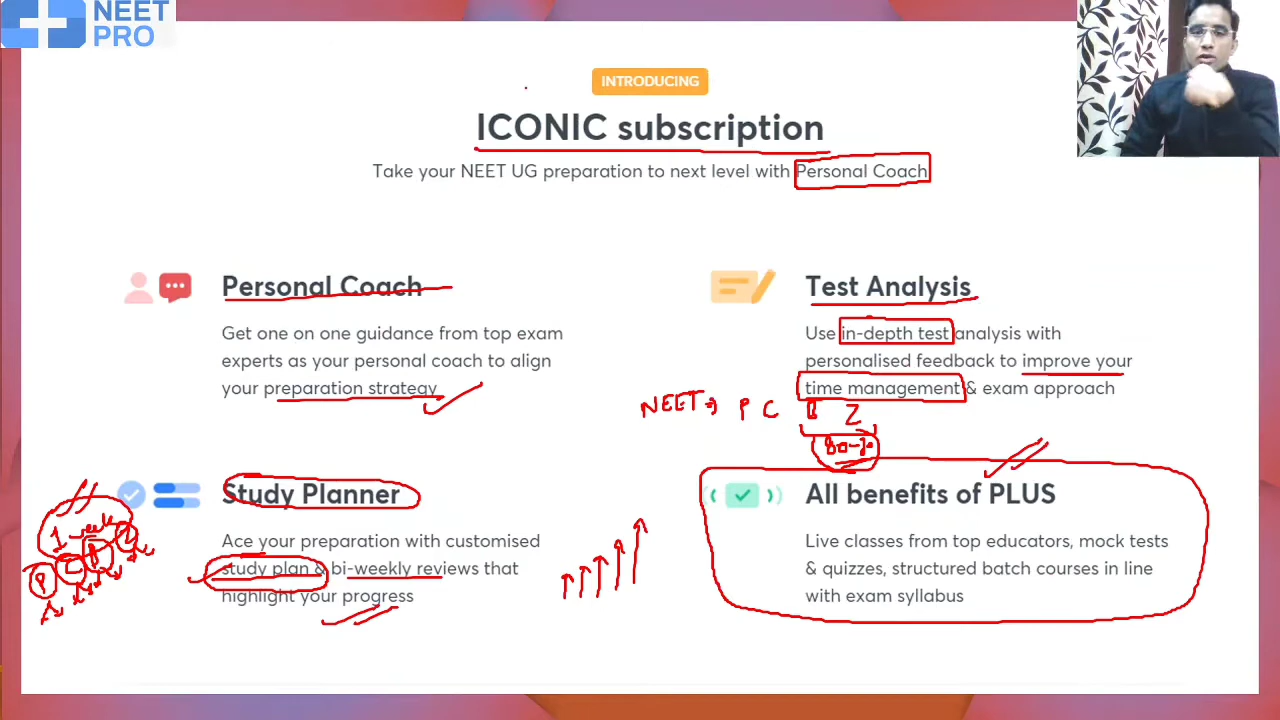 NEET
PRO
INTRODUCING
ICONIC subscription
Take your NEET UG preparation to next level with Personal Coach
Personal Coach
Get one on one guidance from top exam
experts as your personal coach to align
your preparation strategy
Test Analysis
Use in-depth test analysis with
personalised feedback to improve your
time management & exam approach
NEET → P C B Z
Study Planner
Ace your preparation with customised
study plan & bi-weekly reviews that
highlight your progress
1 week
P
All benefits of PLUS
Live classes from top educators, mock tests
& quizzes, structured batch courses in line
with exam syllabus